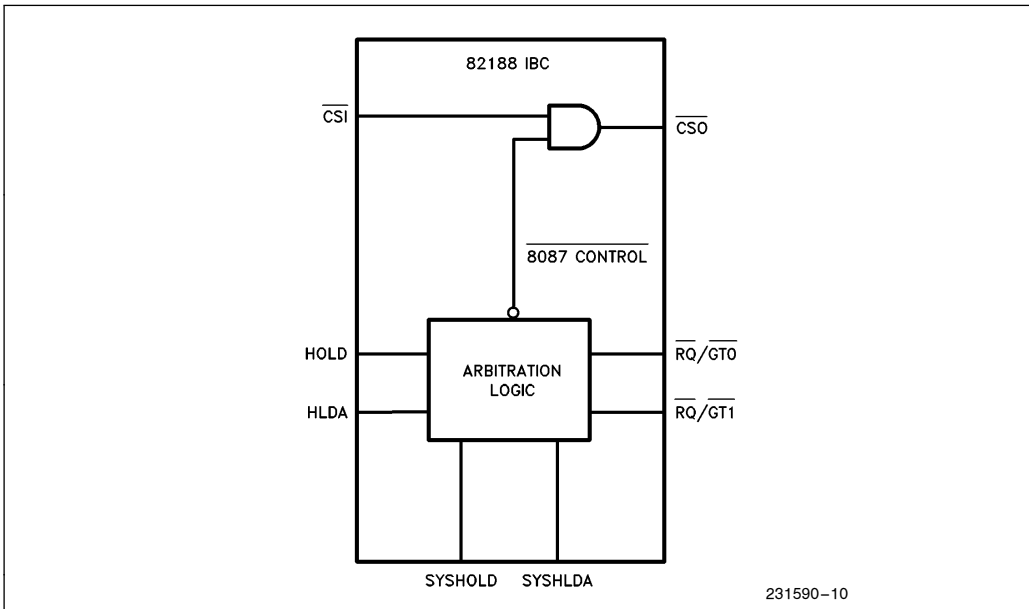 82188 IBC
CSI
CSO
8087 CONTROL
HOLD
RQ/GT0
ARBITRATION
LOGIC
HLDA
RQ/GT1
SYSHOLD SYSHLDA
231590-10